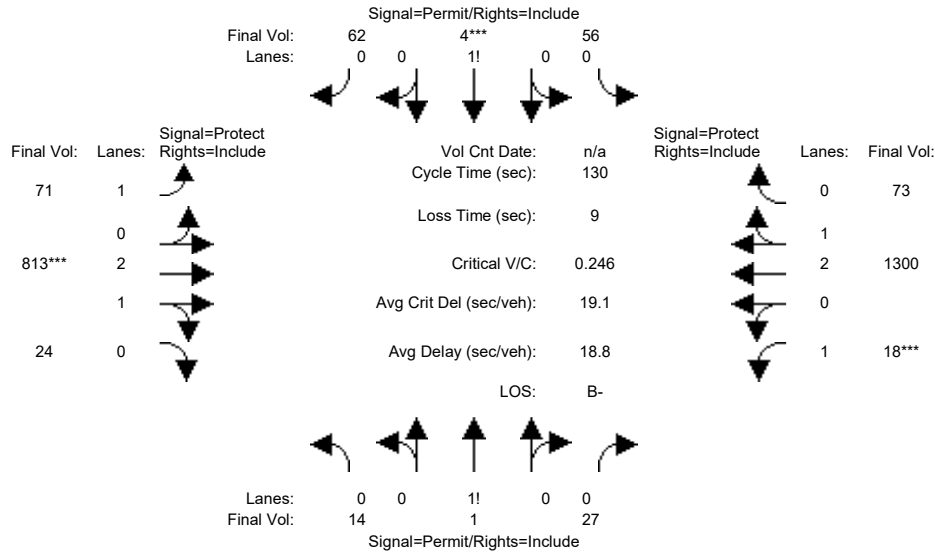 Signal=Permit/Rights=Include
Final Vol: 62 4*** 56
Lanes: 0 0 1! 0 0
Signal=Protect
Final Vol: Lanes: Rights=Include
Vol Cnt Date: n/a
Signal=Protect
Rights=Include Lanes: Final Vol:
Cycle Time (sec): 130
71 1
0 73
Loss Time (sec): 9
0
1
813*** 2
Critical V/C: 0.246
2 1300
1
Avg Crit Del (sec/veh): 19.1
0
24 0
Avg Delay (sec/veh): 18.8
1 18***
LOS: B-
Lanes: 0 0 1! 0 0
Final Vol: 14 1 27
Signal=Permit/Rights=Include